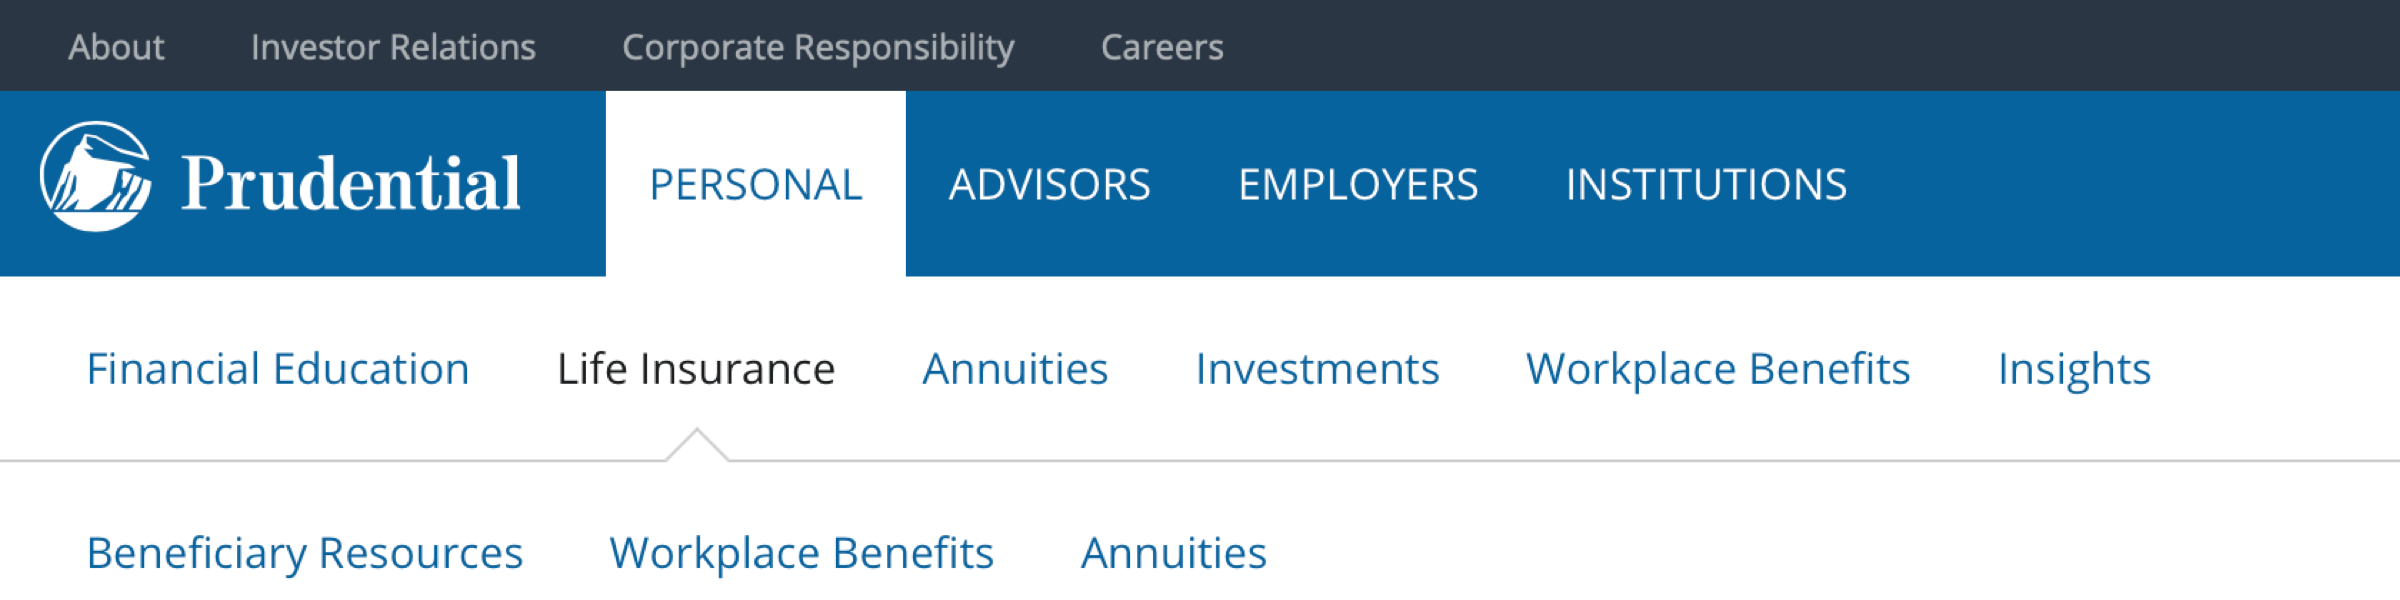 About Investor Relations Corporate Responsibility Careers
Prudential PERSONAL ADVISORS EMPLOYERS INSTITUTIONS
Financial Education Life Insurance Annuities Investments Workplace Benefits Insights
Beneficiary Resources Workplace Benefits Annuities